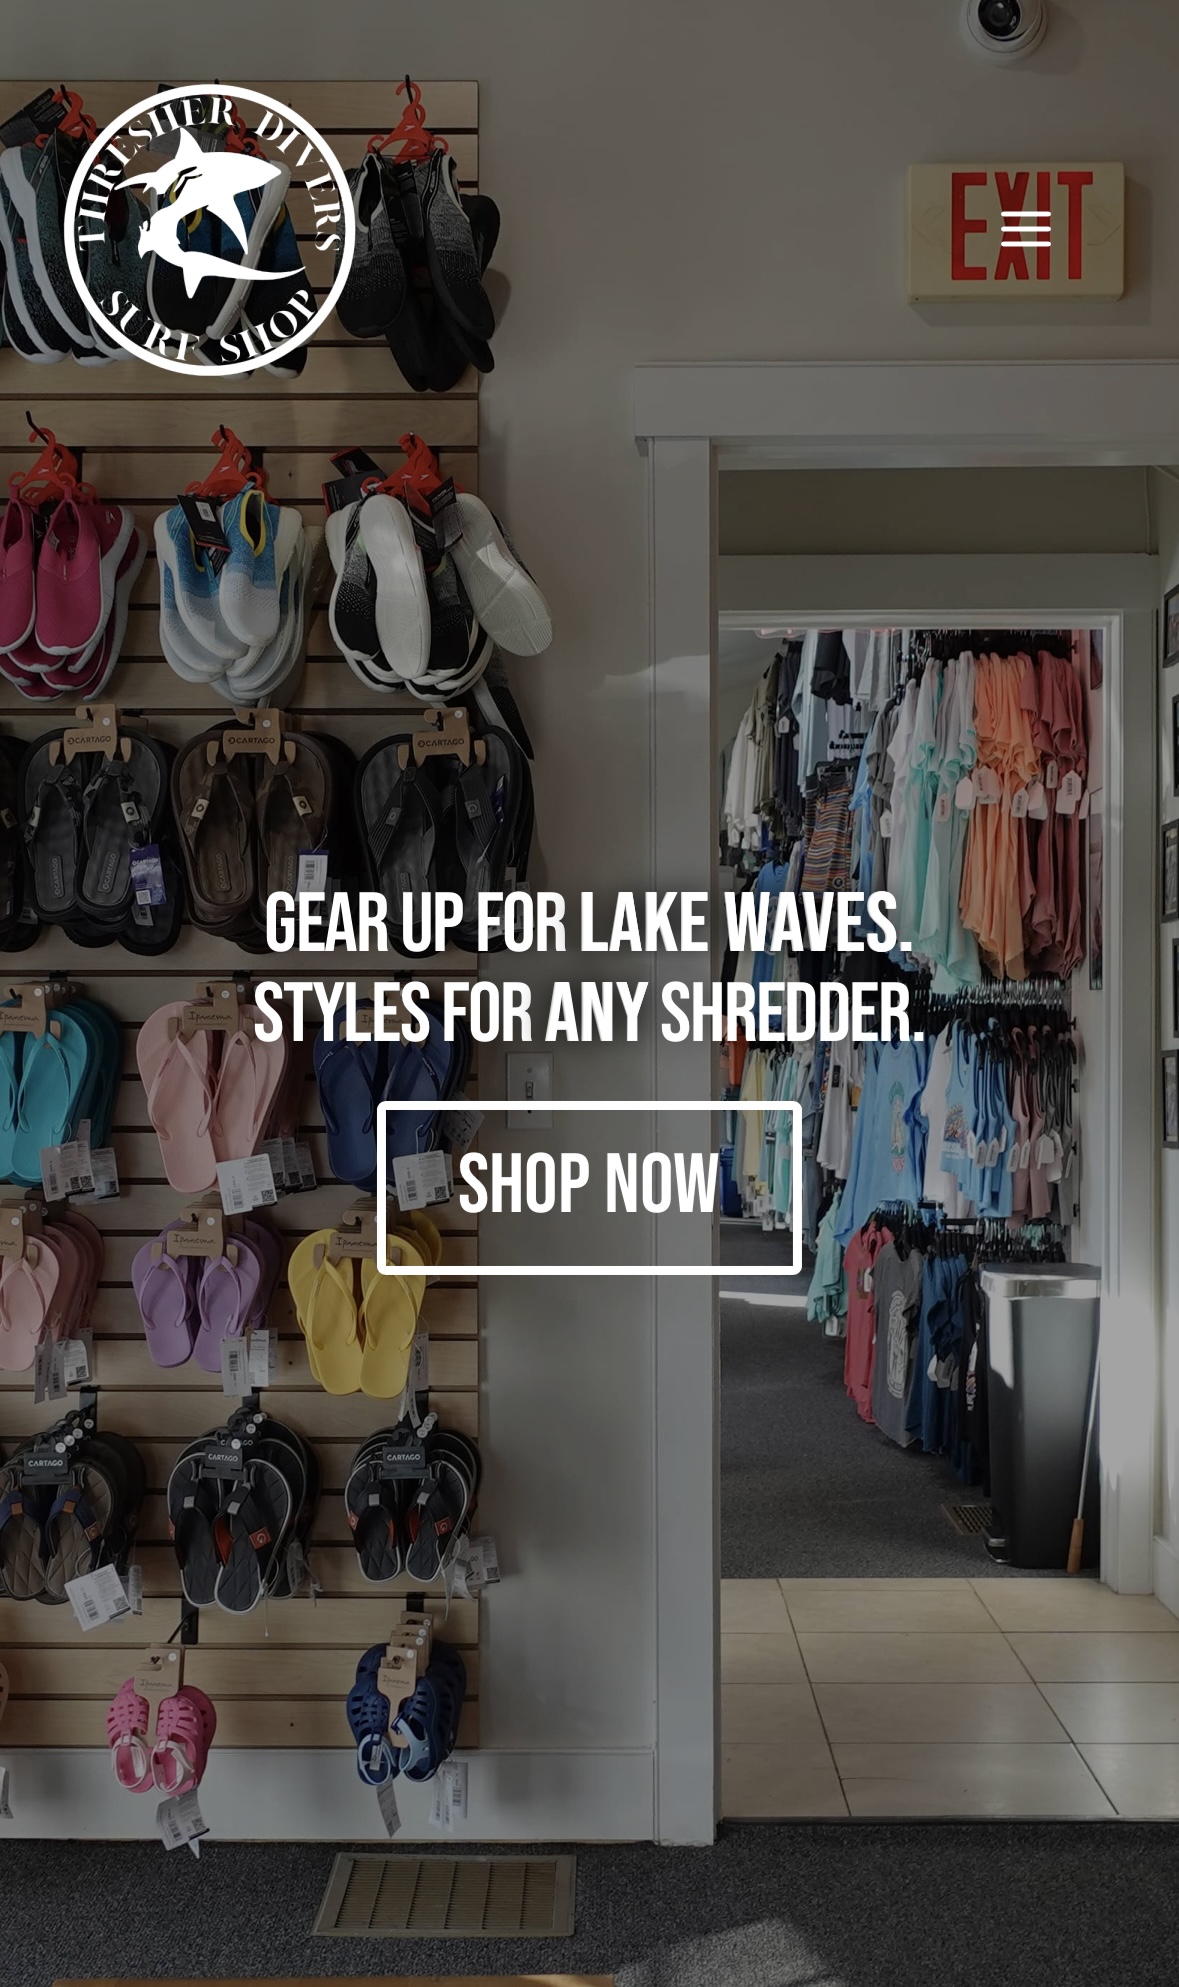 THRESHER DIVERS
SURF SHOP
EXIT
CARTAGO
CARTAGO
CARTAGO
GEAR UP FOR LAKE WAVES.
STYLES FOR ANY SHREDDER.
Ipanema
Ipanema
SHOP NOW
Ipanema
CARTAGO
CARTAGO
CARTAGO